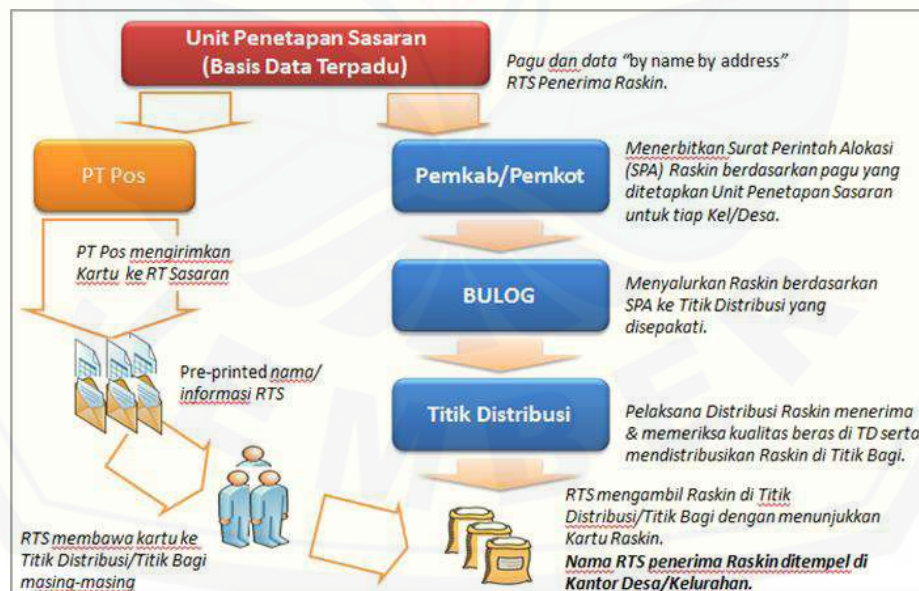 Unit Penetapan Sasaran
(Basis Data Terpadu)
Pagu dan data "by name by address"
RTS Penerima Raskin.
PT Pos
Pemkab/Pemkot
Menerbitkan Surat Perintah Alokasi
(SPA) Raskin berdasarkan pagu yang
ditetapkan Unit Penetapan Sasaran
untuk tiap Kel/Desa.
PT Pos mengirimkan
Kartu ke RT Sasaran
BULOG
Menyalurkan Raskin berdasarkan
SPA ke Titik Distribusi yang
disepakati.
Pre-printed nama/
informasi RTS
Titik Distribusi
Pelaksana Distribusi Raskin menerima
& memeriksa kualitas beras di TD serta
mendistribusikan Raskin di Titik Bagi.
RTS membawa kartu ke
Titik Distribusi/Titik Bagi
masing-masing
RTS mengambil Raskin di Titik
Distribusi/Titik Bagi dengan menunjukkan
Kartu Raskin.
Nama RTS penerima Raskin ditempel di
Kantor Desa/Kelurahan.
JEMBER